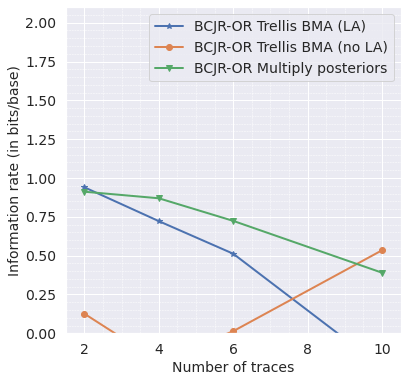 BCJR-OR Trellis BMA (LA)
BCJR-OR Trellis BMA (no LA)
BCJR-OR Multiply posteriors
Information rate (in bits/base)
2.00
1.75
1.50
1.25
1.00
0.75
0.50
0.25
0.00
2 4 6 8 10
Number of traces